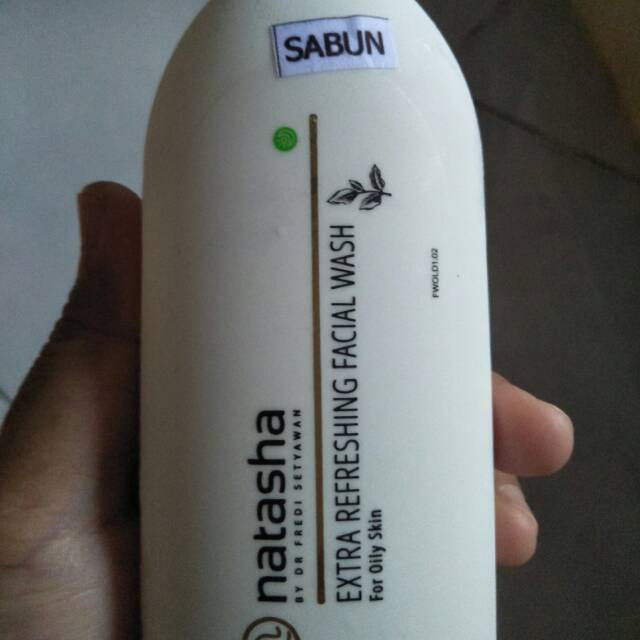 SABUN
natasha
BY DR FREDI SETYAWAN
EXTRA REFRESHING FACIAL WASH
For Oily Skin
FWOLD1.02